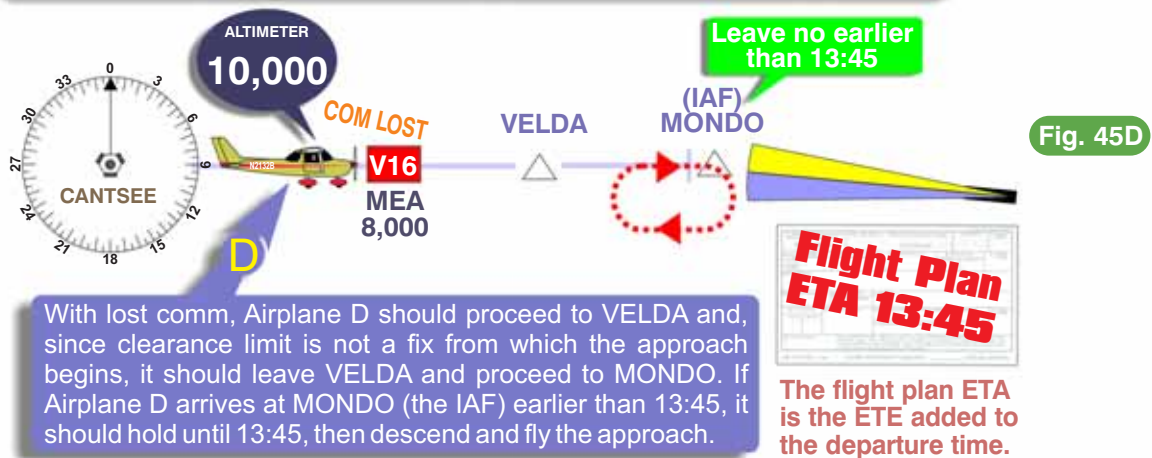 ALTIMETER
10,000
Leave no earlier
than 13:45
0
3
6
6
12
15
18
21
24
27
30
33
CANTSEE
N2132B
COM LOST
V16
MEA
8,000
VELDA
(IAF)
MONDO
Fig. 45D
D
With lost comm, Airplane D should proceed to VELDA and,
since clearance limit is not a fix from which the approach
begins, it should leave VELDA and proceed to MONDO. If
Airplane D arrives at MONDO (the IAF) earlier than 13:45, it
should hold until 13:45, then descend and fly the approach.
Flight Plan
ETA 13:45
The flight plan ETA
is the ETE added to
the departure time.